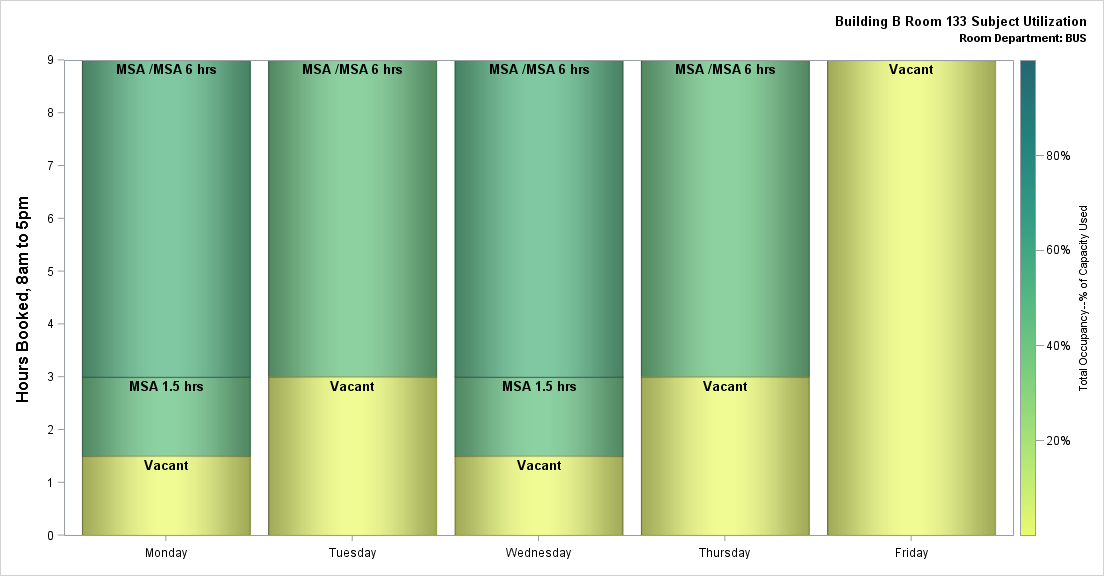 Building B Room 133 Subject Utilization
Room Department: BUS
Hours Booked, 8am to 5pm
9
8
7
6
5
4
3
2
1
0
MSA /MSA 6 hrs
MSA 1.5 hrs
Vacant
MSA /MSA 6 hrs
Vacant
MSA /MSA 6 hrs
MSA 1.5 hrs
Vacant
MSA /MSA 6 hrs
Vacant
Vacant
Monday
Tuesday
Wednesday
Thursday
Friday
80%
60%
40%
20%
Total Occupancy--% of Capacity Used